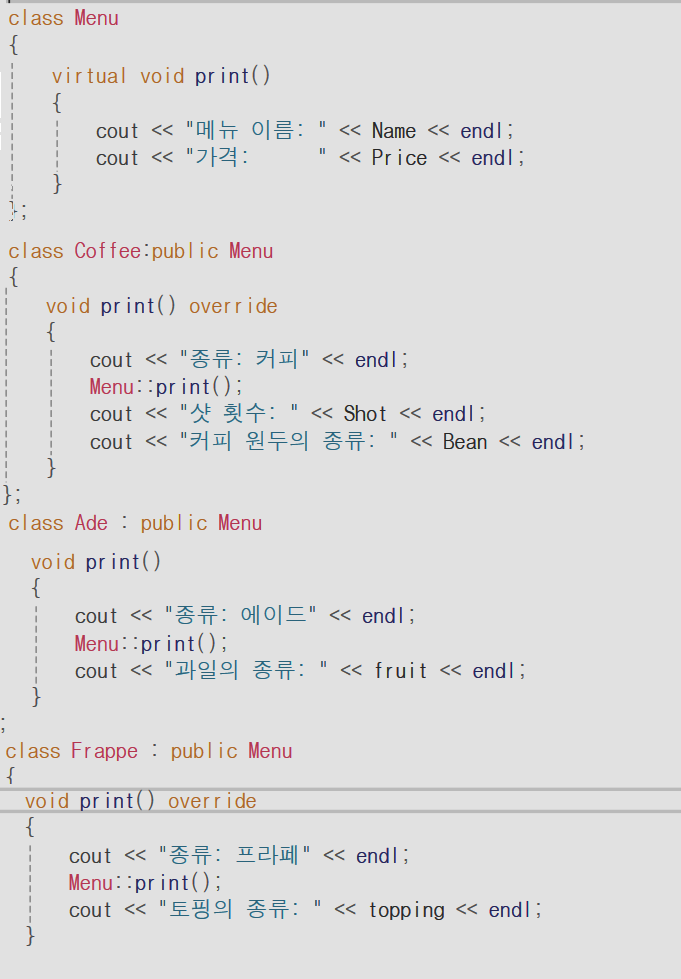 class Menu
{
virtual void print()
{
cout << "메뉴 이름: " << Name << endl;
cout << "가격:      " << Price << endl;
}
};
class Coffee:public Menu
{
void print() override
{
cout << "종류: 커피" << endl;
Menu::print();
cout << "샷 횟수: " << Shot << endl;
cout << "커피 원두의 종류: " << Bean << endl;
}
};
class Ade : public Menu
void print()
{
cout << "종류: 에이드" << endl;
Menu::print();
cout << "과일의 종류: " << fruit << endl;
}
;
class Frappe : public Menu
{
void print() override
{
cout << "종류: 프라페" << endl;
Menu::print();
cout << "토핑의 종류: " << topping << endl;
}